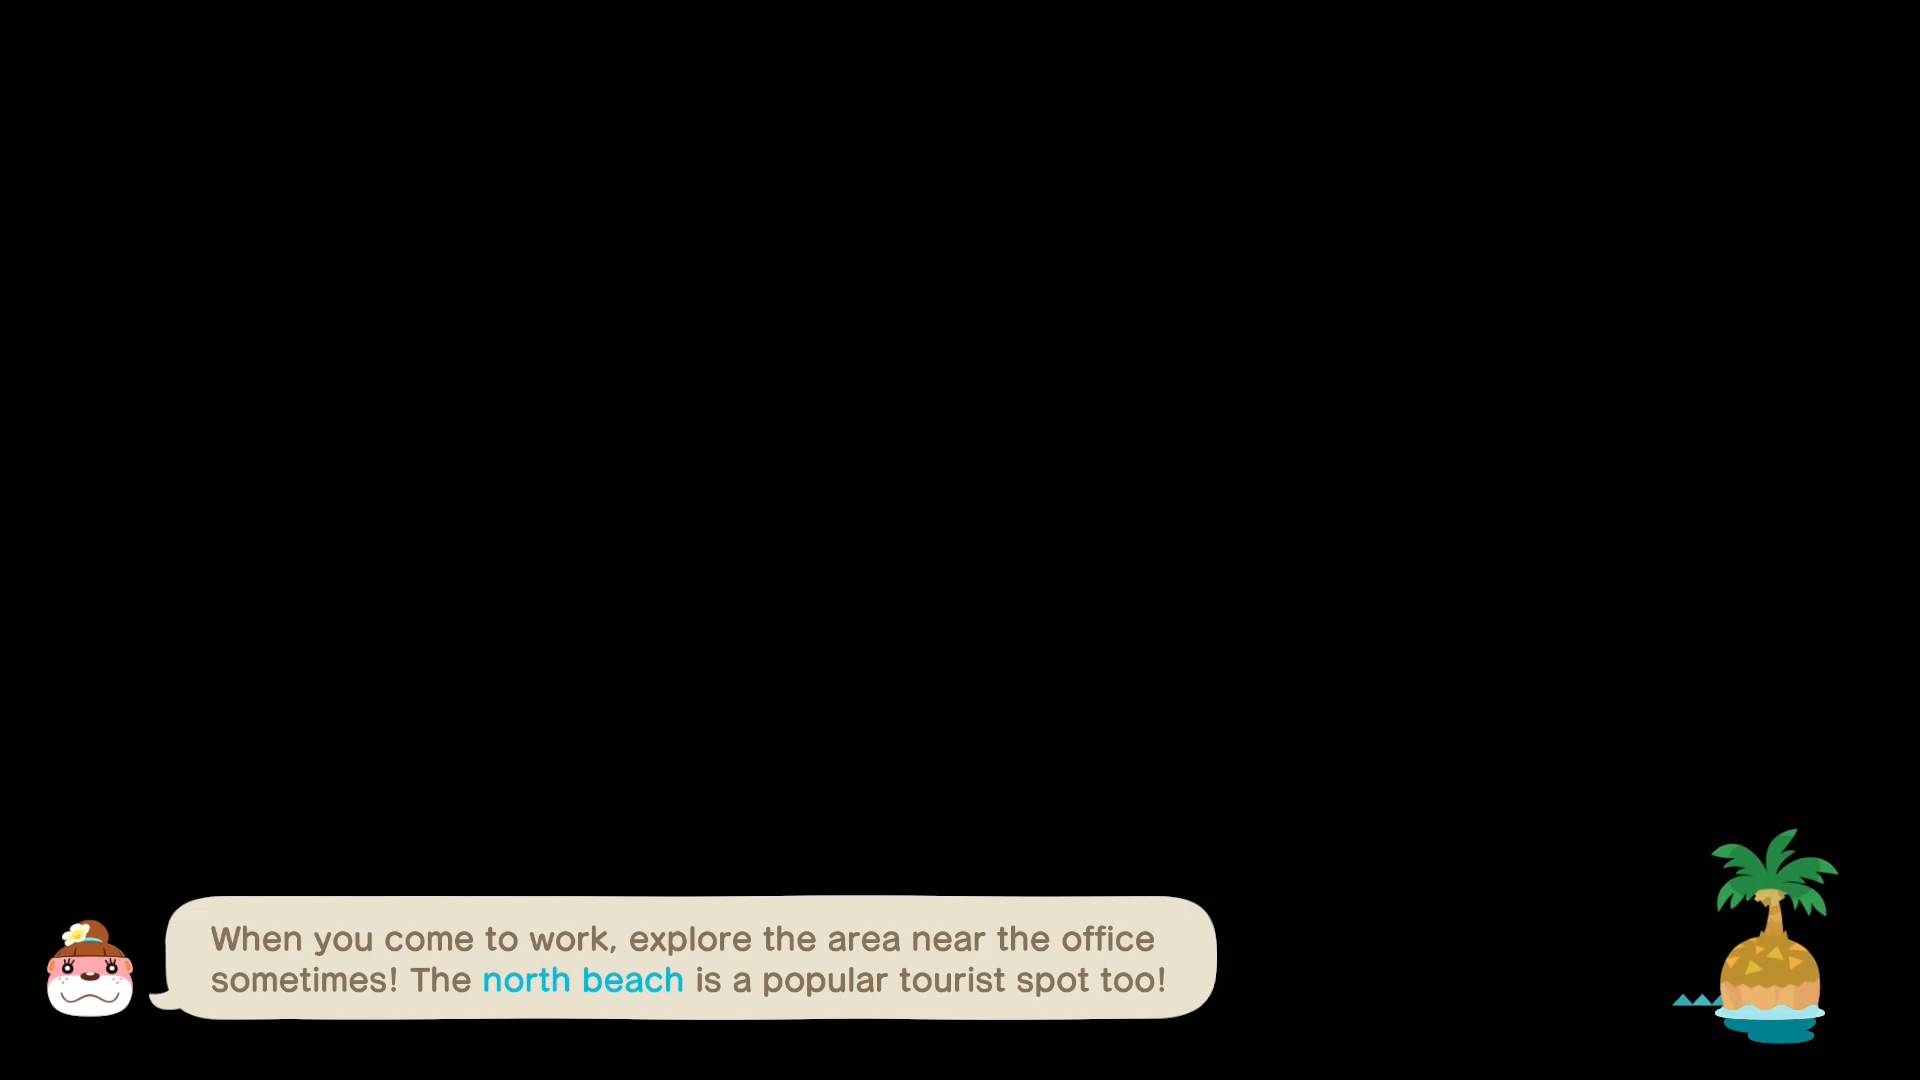 When you come to work, explore the area near the office
sometimes! The north beach is a popular tourist spot too!